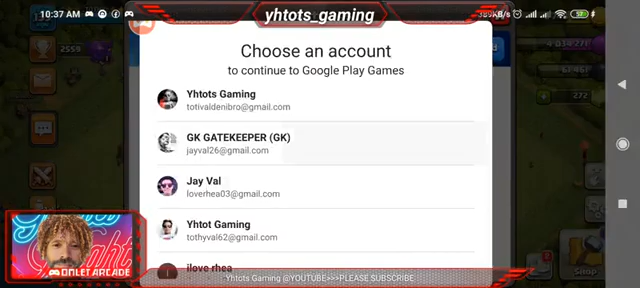 10:37 AM
yhtots_gaming
389KB/s
2559
Choose an account
to continue to Google Play Games
Yhtots Gaming
totivaldenibro@gmail.com
GK GATEKEEPER (GK)
jayval26@gmail.com
Jay Val
loverhea03@gmail.com
Yhtot Gaming
tothyval62@gmail.com
ilove rhea
272
Shop
OMLET ARCADE
Yhtots Gaming @YOUTUBE>>>PLEASE SUBSCRIBE